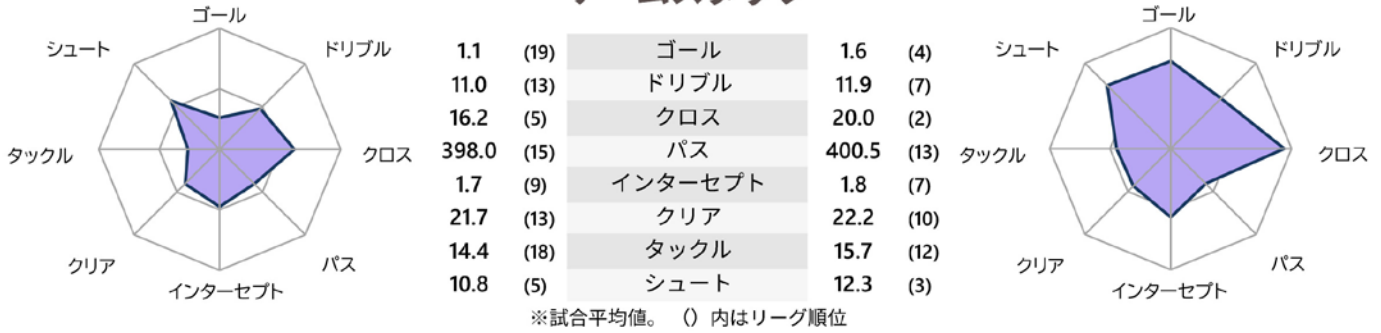 ゴール
シュート
ドリブル
タックル
クロス
クリア
パス
インターセプト
1.1 (19) ゴール 1.6 (4)
11.0 (13) ドリブル 11.9 (7)
16.2 (5) クロス 20.0 (2)
398.0 (15) パス 400.5 (13)
1.7 (9) インターセプト 1.8 (7)
21.7 (13) クリア 22.2 (10)
14.4 (18) タックル 15.7 (12)
10.8 (5) シュート 12.3 (3)
※試合平均値。 () 内はリーグ順位
ゴール
シュート
ドリブル
タックル
クロス
クリア
パス
インターセプト